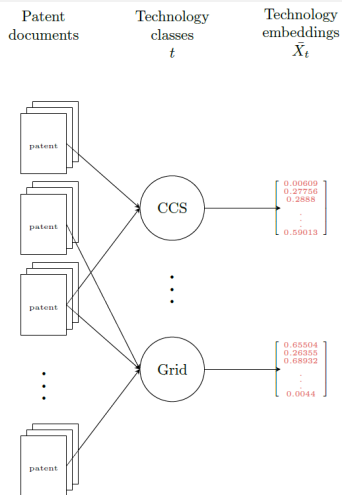 Patent documents
Technology classes t
Technology embeddings X̄_t
patent
patent
patent
patent
CCS
Grid
0.00609
0.27756
0.2888
0.59013
0.65504
0.26355
0.68932
0.0044